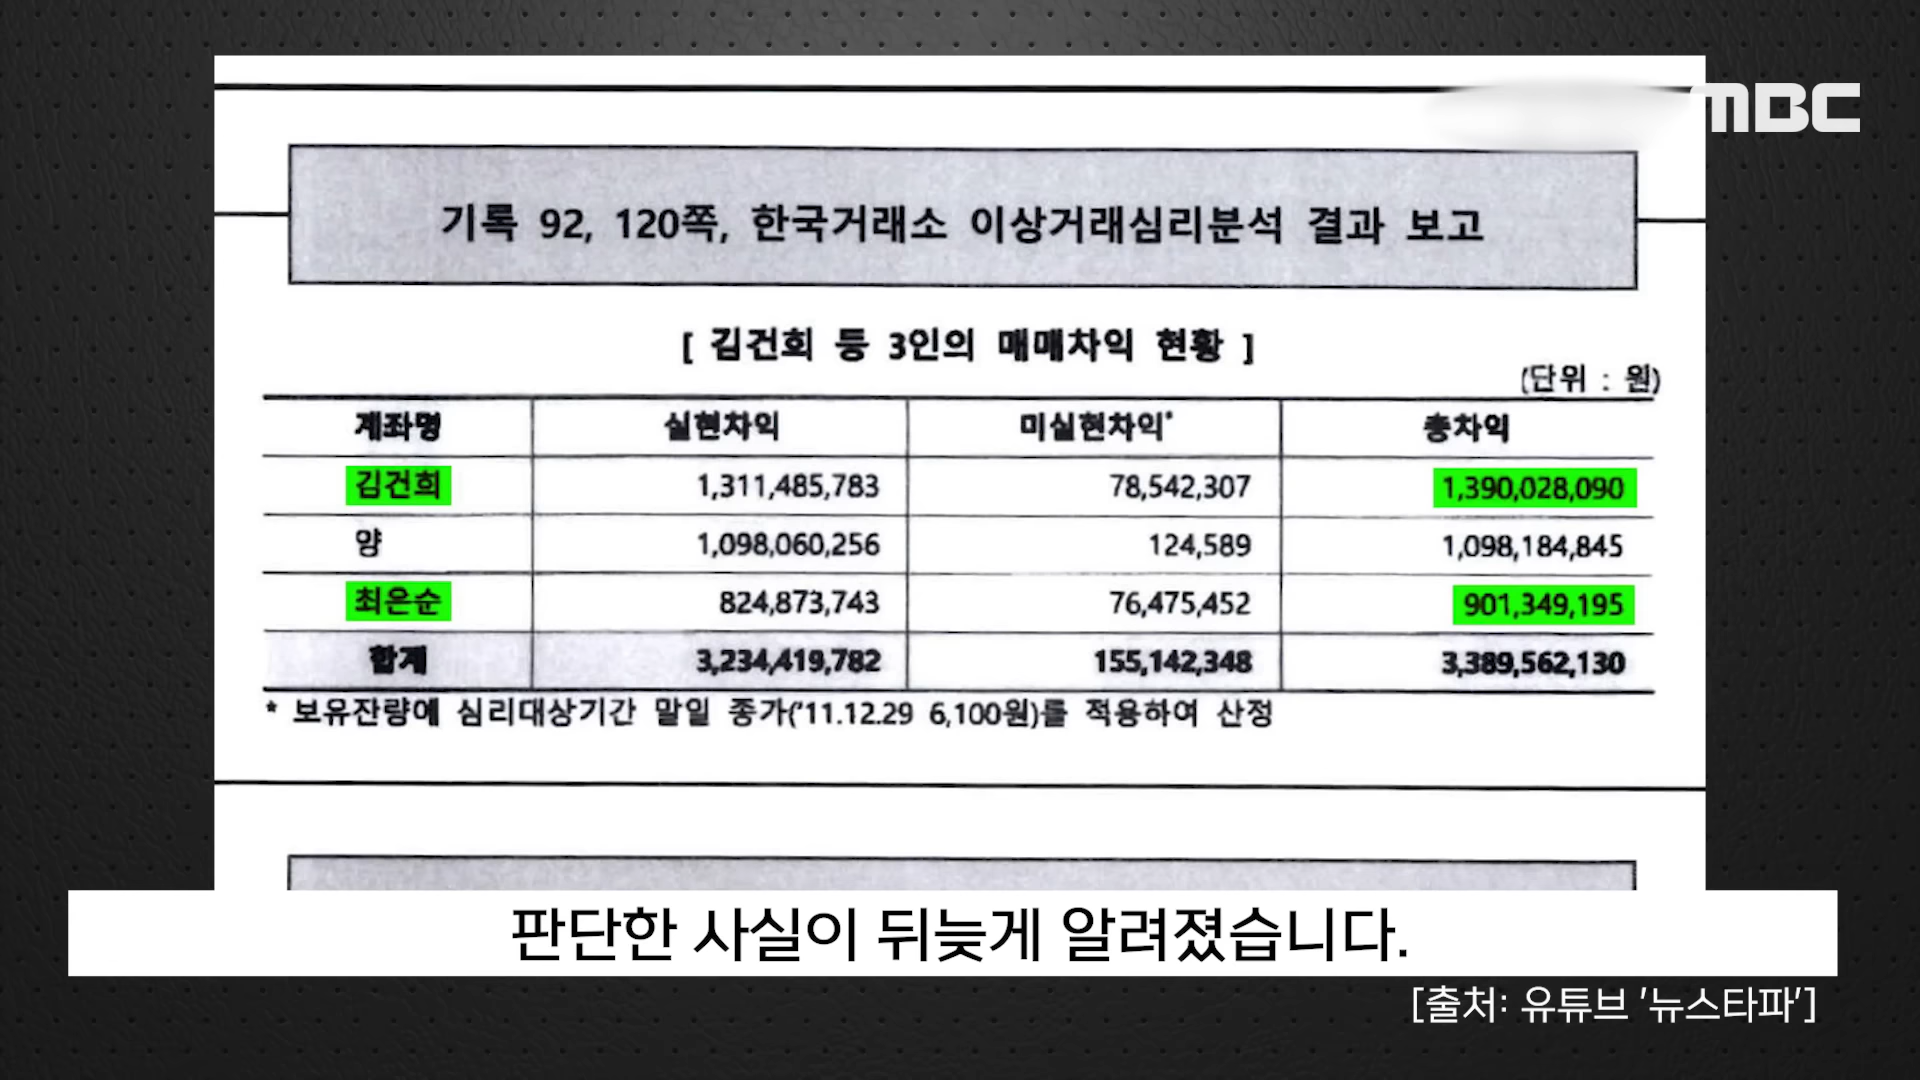 MBC
기록 92, 120쪽, 한국거래소 이상거래심리분석 결과 보고
[ 김건희 등 3인의 매매차익 현황 ]
(단위 : 원)
계좌명 실현차익 미실현차익* 총차익
김건희 1,311,485,783 78,542,307 1,390,028,090
양 1,098,060,256 124,589 1,098,184,845
최은순 824,873,743 76,475,452 901,349,195
합계 3,234,419,782 155,142,348 3,389,562,130
* 보유잔량에 심리대상기간 말일 종가('11.12.29 6,100원)를 적용하여 산정
판단한 사실이 뒤늦게 알려졌습니다.
[출처: 유튜브 '뉴스타파']